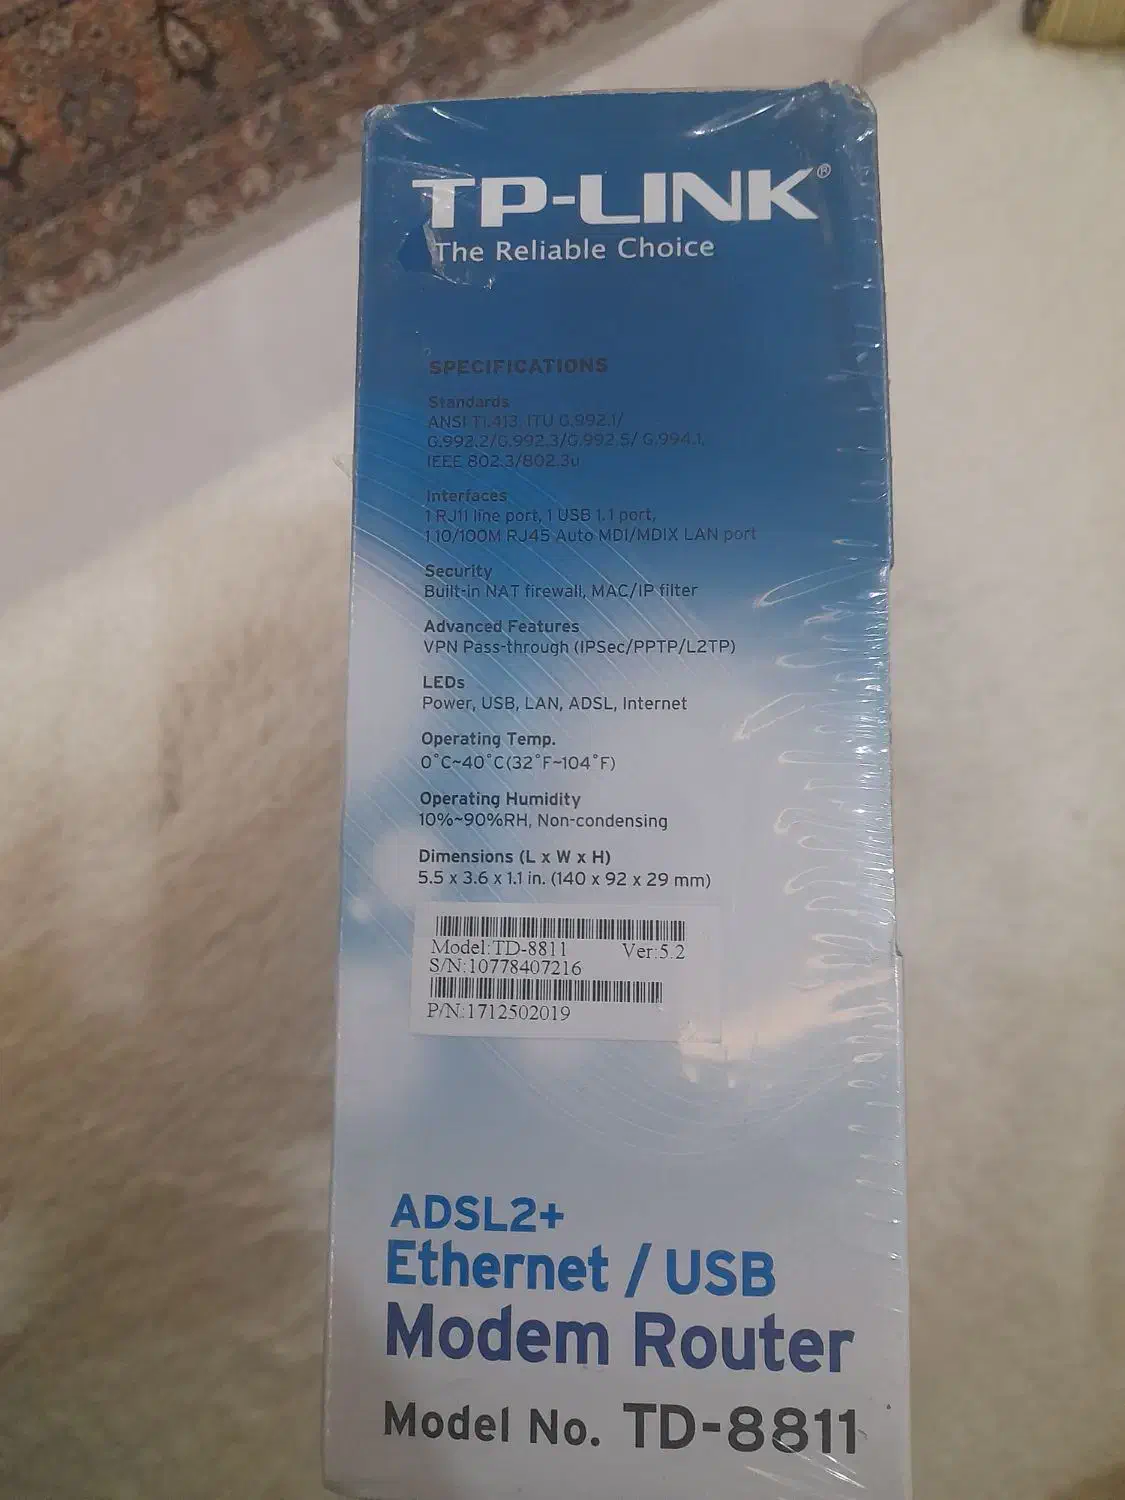 TP-LINK®
The Reliable Choice
SPECIFICATIONS
Standards
ANSI T1.413, ITU G.992.1/
G.992.2/G.992.3/G.992.5/ G.994.1,
IEEE 802.3/802.3u
Interfaces
1 RJ11 line port, 1 USB 1.1 port,
1 10/100M RJ45 Auto MDI/MDIX LAN port
Security
Built-in NAT firewall, MAC/IP filter
Advanced Features
VPN Pass-through (IPSec/PPTP/L2TP)
LEDs
Power, USB, LAN, ADSL, Internet
Operating Temp.
0˚C~40˚C(32˚F~104˚F)
Operating Humidity
10%~90%RH, Non-condensing
Dimensions (L x W x H)
5.5 x 3.6 x 1.1 in. (140 x 92 x 29 mm)
Model:TD-8811 Ver:5.2
S/N:10778407216
P/N:1712502019
ADSL2+
Ethernet / USB
Modem Router
Model No. TD-8811